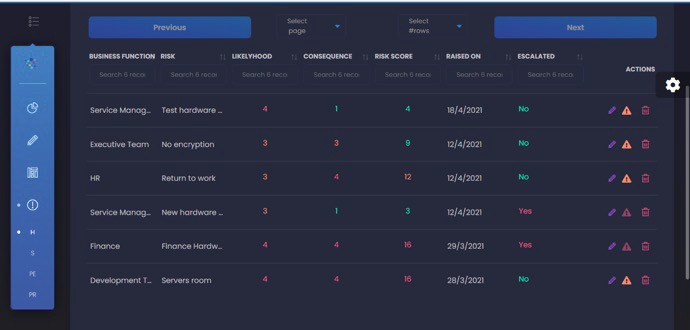 Previous
Select page
Select #rows
Next
BUSINESS FUNCTION RISK LIKELYHOOD CONSEQUENCE RISK SCORE RAISED ON ESCALATED
ACTIONS
Search 6 reco Search 6 reco Search 6 reco Search 6 reco Search 6 reco Search 6 reco Search 6 reco
Service Manag... Test hardware ... 4 1 4 18/4/2021 No
Executive Team No encryption 3 3 9 12/4/2021 No
HR Return to work 3 4 12 12/4/2021 No
Service Manag... New hardware ... 3 1 3 12/4/2021 Yes
Finance Finance Hardw... 4 4 16 29/3/2021 Yes
Development T... Servers room 4 4 16 28/3/2021 No
H
S
PE
PR